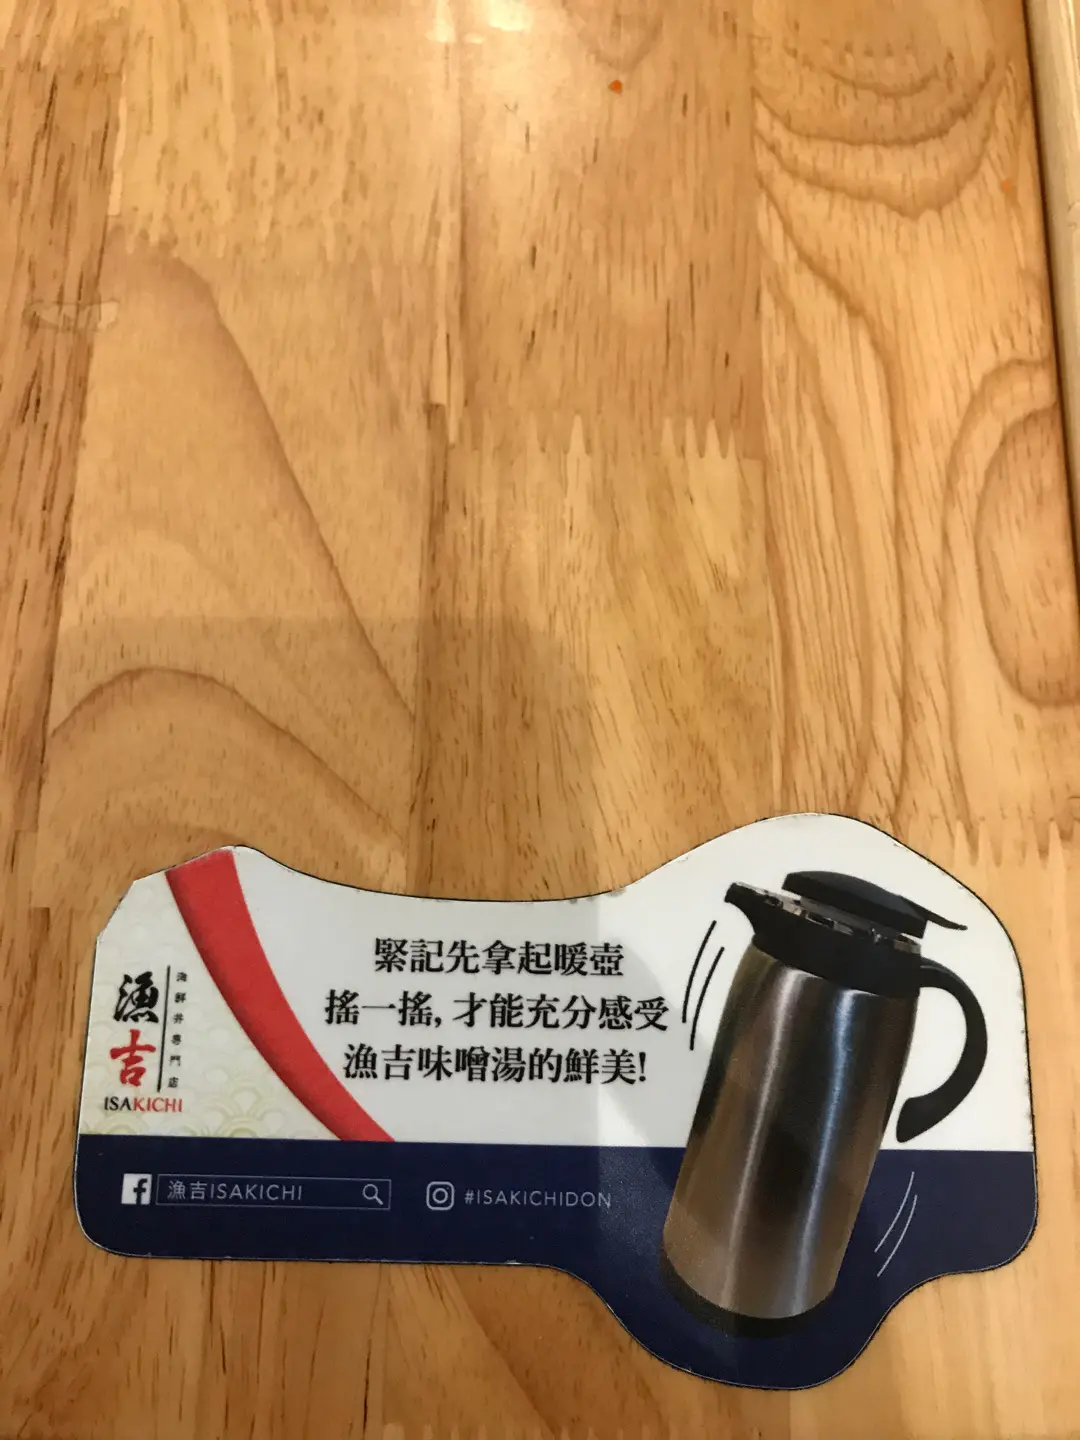 緊記先拿起暖壺
搖一搖, 才能充分感受
漁吉味噌湯的鮮美!
漁吉
海鮮丼專門店
ISAKICHI
漁吉ISAKICHI
#ISAKICHIDON